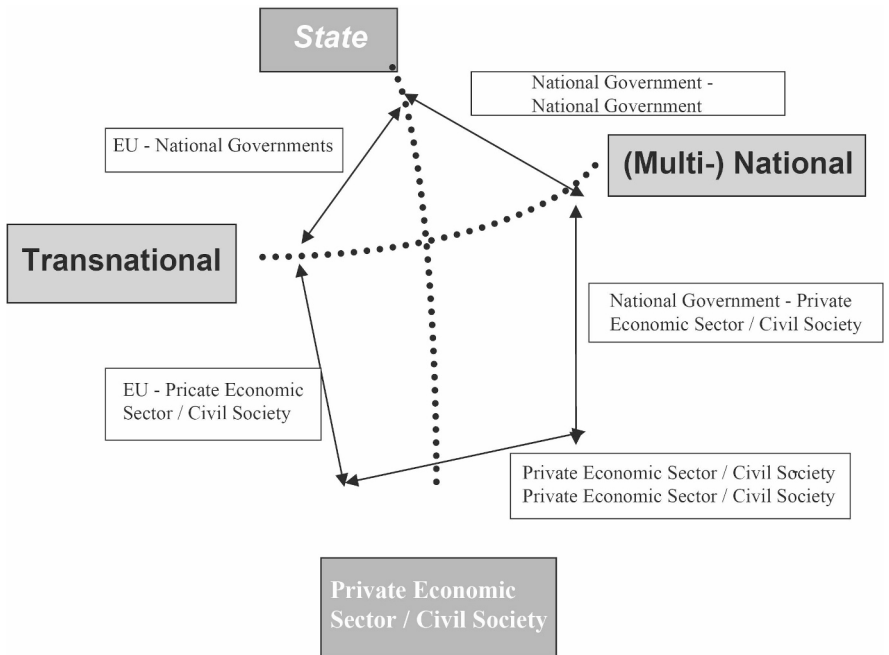 State
National Government -
National Government
EU - National Governments
(Multi-) National
Transnational
National Government - Private
Economic Sector / Civil Society
EU - Pricate Economic
Sector / Civil Society
Private Economic Sector / Civil Society-
Private Economic Sector / Civil Society
Private Economic
Sector / Civil Society